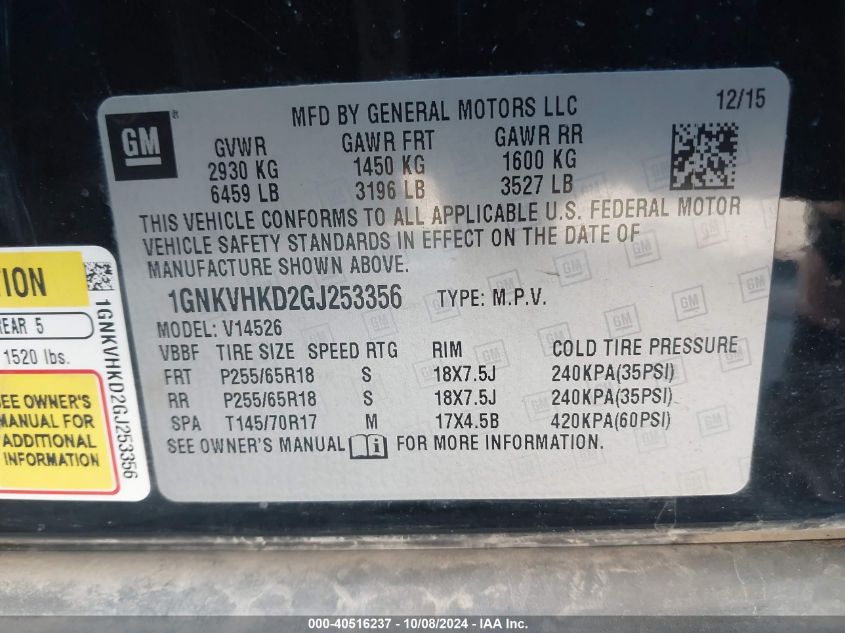 MFD BY GENERAL MOTORS LLC
12/15
GM
®
GVWR GAWR FRT GAWR RR
2930 KG 1450 KG 1600 KG
6459 LB 3196 LB 3527 LB
THIS VEHICLE CONFORMS TO ALL APPLICABLE U.S. FEDERAL MOTOR
VEHICLE SAFETY STANDARDS IN EFFECT ON THE DATE OF
MANUFACTURE SHOWN ABOVE.
1GNKVHKD2GJ253356 TYPE: M.P.V.
MODEL: V14526
VBBF TIRE SIZE SPEED RTG RIM COLD TIRE PRESSURE
FRT P255/65R18 S 18X7.5J 240KPA(35PSI)
RR P255/65R18 S 18X7.5J 240KPA(35PSI)
SPA T145/70R17 M 17X4.5B 420KPA(60PSI)
SEE OWNER'S MANUAL FOR MORE INFORMATION.
REAR 5
1520 lbs.
SEE OWNER'S
MANUAL FOR
ADDITIONAL
INFORMATION
1GNKVHKD2GJ253356
000-40516237 - 10/08/2024 - IAA Inc.